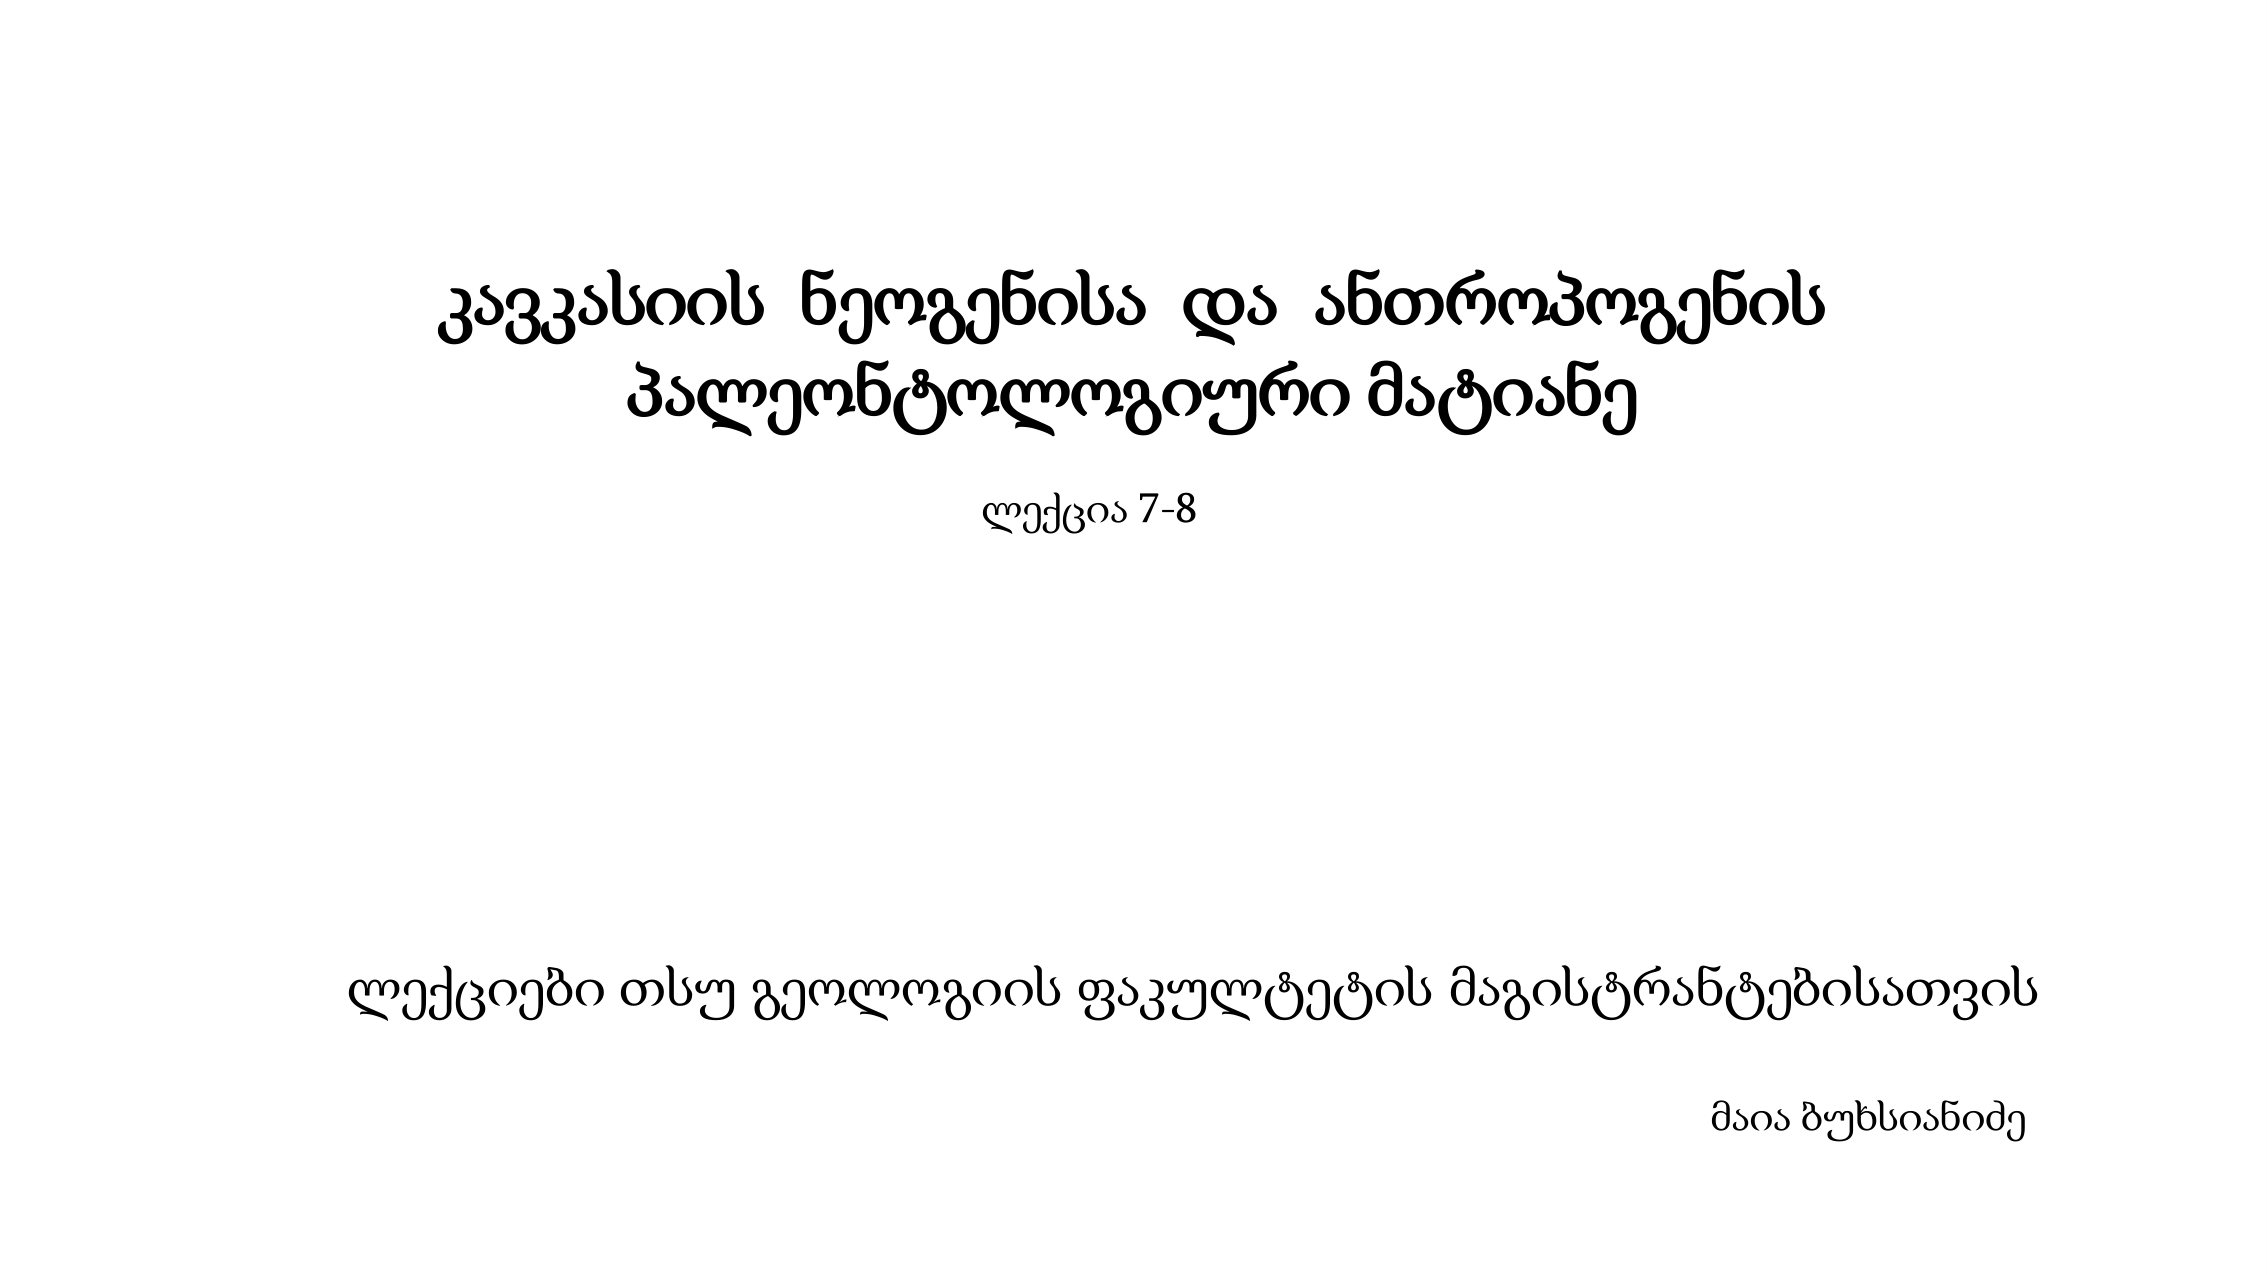 კავკასიის ნეოგენისა და ანთროპოგენის
პალეონტოლოგიური მატიანე
ლექცია 7-8
ლექციები თსუ გეოლოგიის ფაკულტეტის მაგისტრანტებისათვის
მაია ბუხსიანიძე